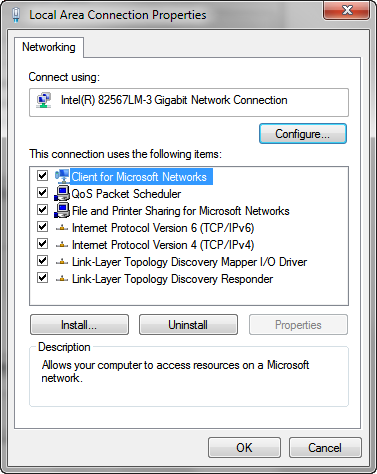 Local Area Connection Properties
Networking
Connect using:
Intel(R) 82567LM-3 Gigabit Network Connection
Configure...
This connection uses the following items:
Client for Microsoft Networks
QoS Packet Scheduler
File and Printer Sharing for Microsoft Networks
Internet Protocol Version 6 (TCP/IPv6)
Internet Protocol Version 4 (TCP/IPv4)
Link-Layer Topology Discovery Mapper I/O Driver
Link-Layer Topology Discovery Responder
Install... Uninstall Properties
Description
Allows your computer to access resources on a Microsoft
network.
OK Cancel